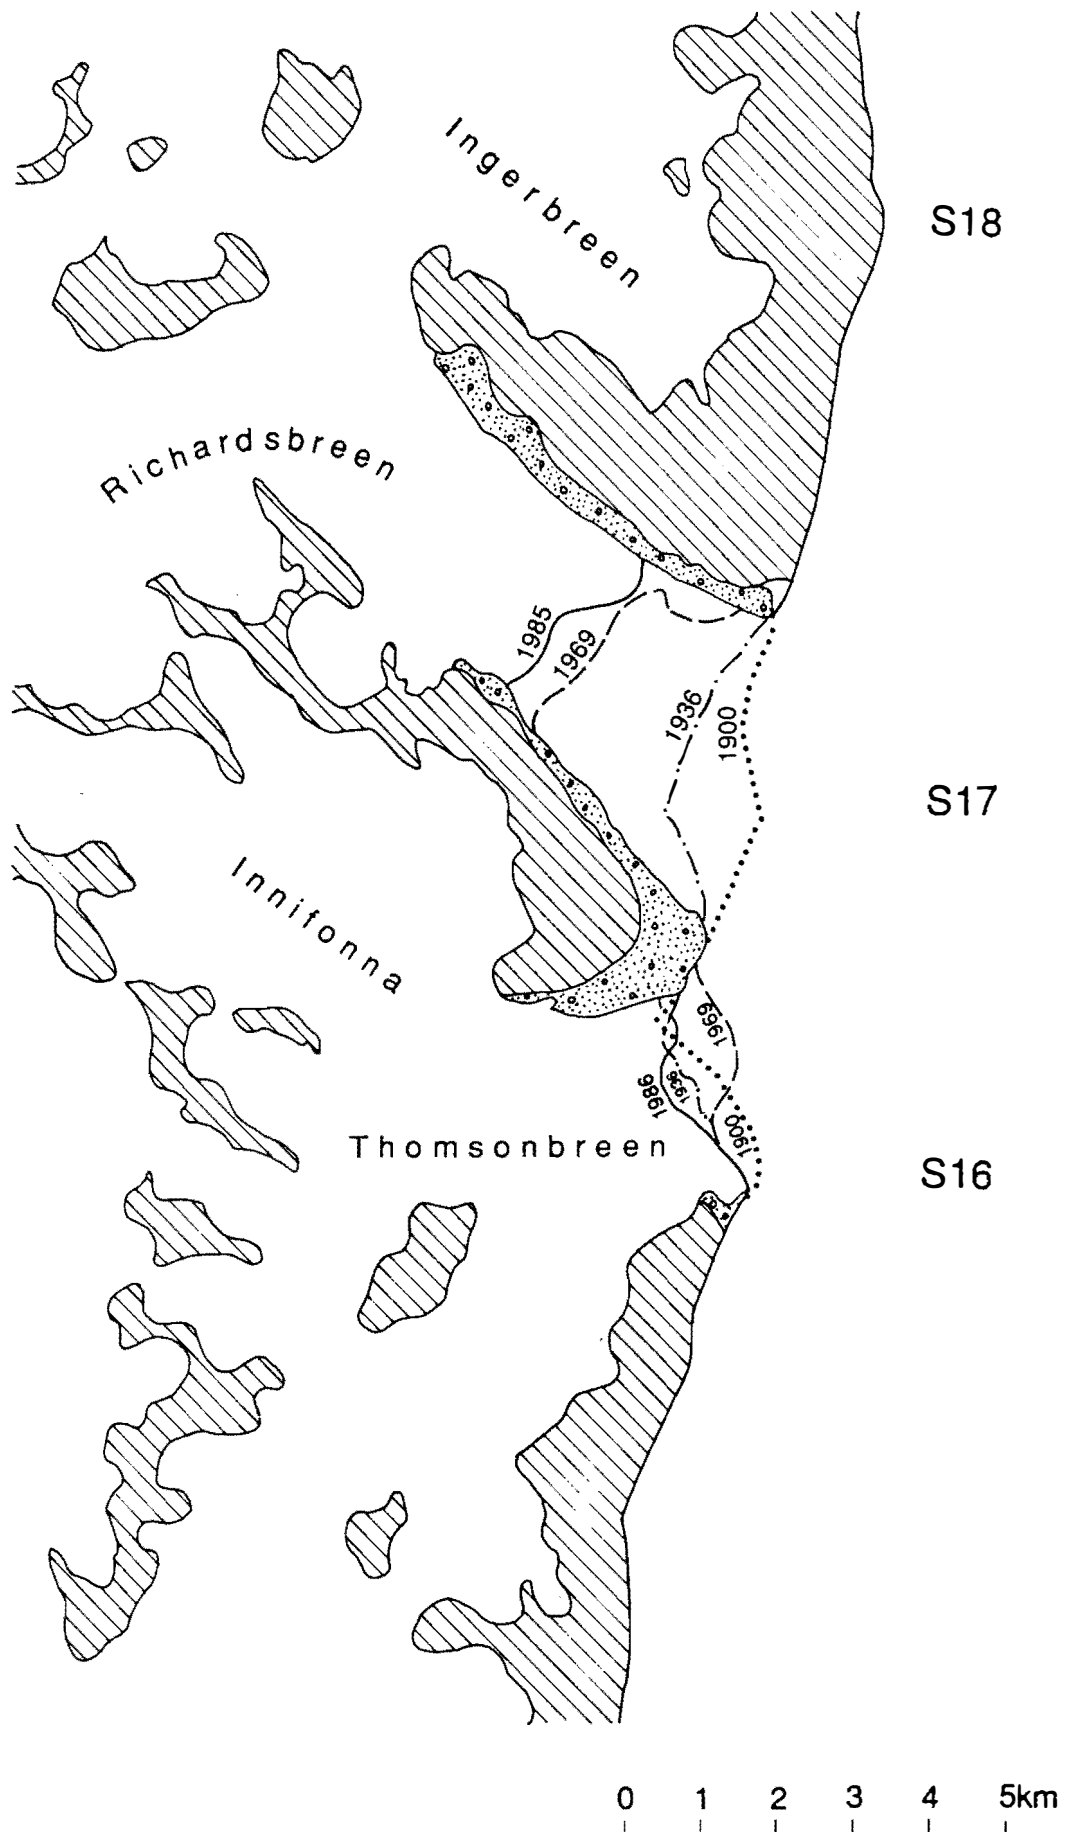 Ingerbreen
S18
Richardsbreen
1985
1969
1936
1900
S17
Innifonna
1969
1986
1936
1900
Thomsonbreen
S16
0 1 2 3 4 5km